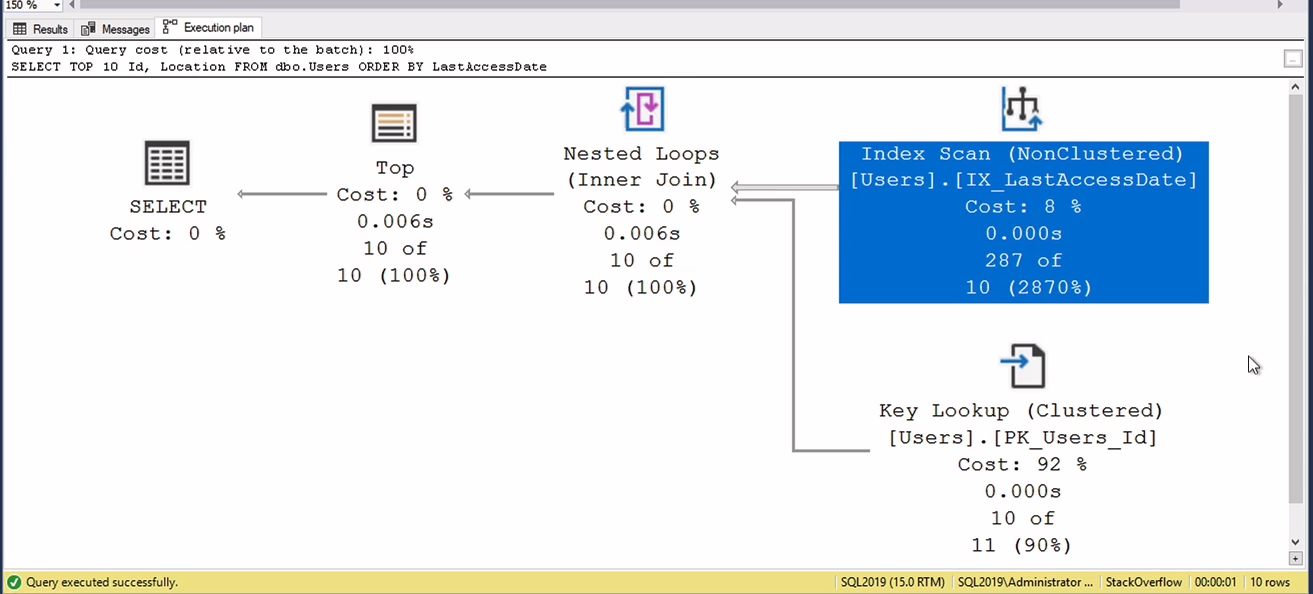 150 %
Results Messages Execution plan
Query 1: Query cost (relative to the batch): 100%
SELECT TOP 10 Id, Location FROM dbo.Users ORDER BY LastAccessDate
SELECT
Cost: 0 %
Top
Cost: 0 %
0.006s
10 of
10 (100%)
Nested Loops
(Inner Join)
Cost: 0 %
0.006s
10 of
10 (100%)
Index Scan (NonClustered)
[Users].[IX_LastAccessDate]
Cost: 8 %
0.000s
287 of
10 (2870%)
Key Lookup (Clustered)
[Users].[PK_Users_Id]
Cost: 92 %
0.000s
10 of
11 (90%)
Query executed successfully. SQL2019 (15.0 RTM) SQL2019\Administrator ... StackOverflow 00:00:01 10 rows